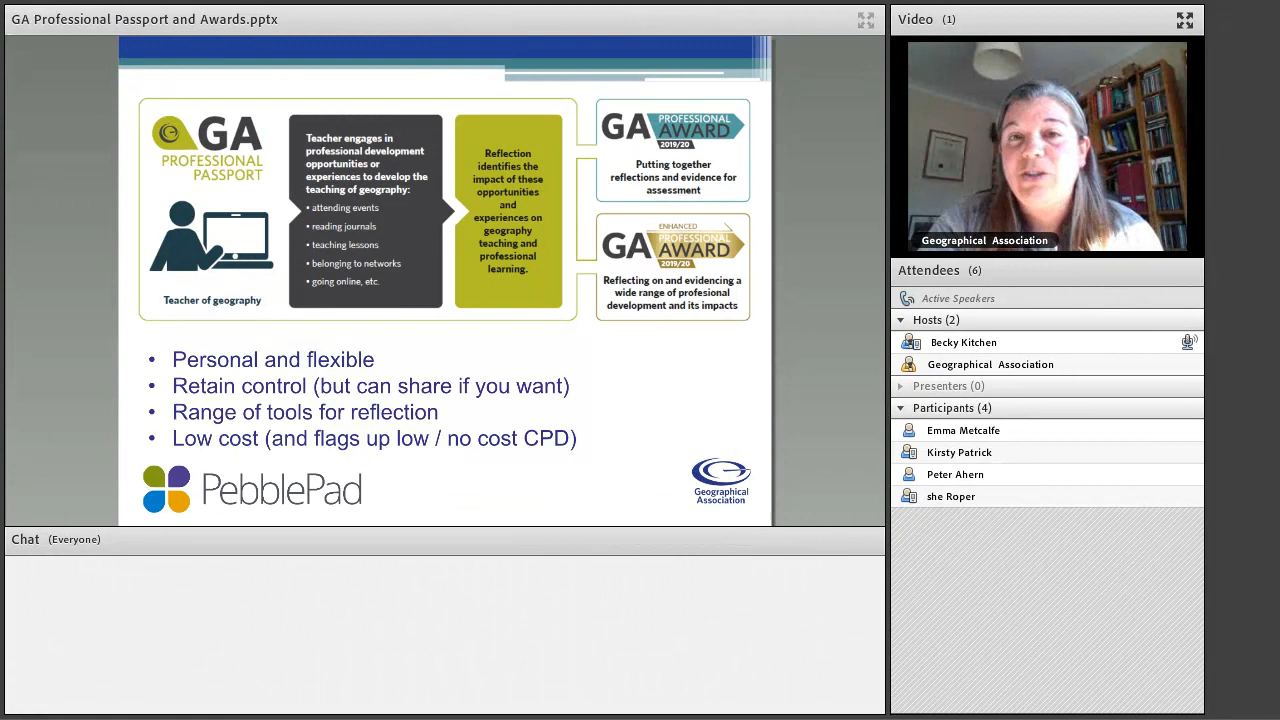 GA Professional Passport and Awards.pptx
GA
PROFESSIONAL
PASSPORT
Teacher of geography
Teacher engages in
professional development
opportunities or
experiences to develop the
teaching of geography:
• attending events
• reading journals
• teaching lessons
• belonging to networks
• going online, etc.
Reflection
identifies the
impact of these
opportunities
and
experiences on
geography
teaching and
professional
learning.
GA PROFESSIONAL
AWARD
2019/20
Putting together
reflections and evidence for
assessment
ENHANCED
GA PROFESSIONAL
AWARD
2019/20
Reflecting on and evidencing a
wide range of profesional
development and its impacts
• Personal and flexible
• Retain control (but can share if you want)
• Range of tools for reflection
• Low cost (and flags up low / no cost CPD)
PebblePad
Geographical
Association
Chat (Everyone)
Video (1)
Geographical Association
Attendees (6)
Active Speakers
Hosts (2)
Becky Kitchen
Geographical Association
Presenters (0)
Participants (4)
Emma Metcalfe
Kirsty Patrick
Peter Ahern
she Roper